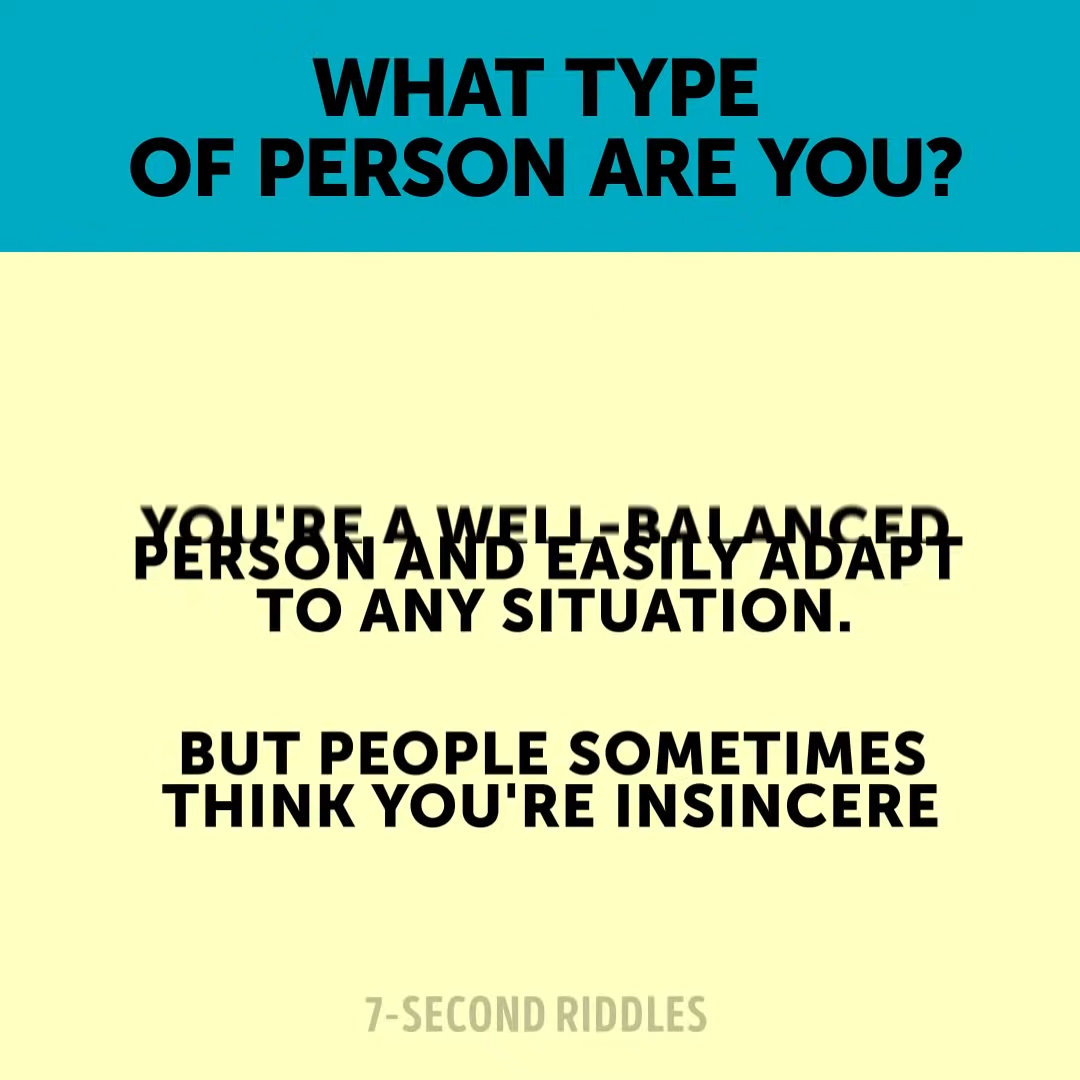 WHAT TYPE
OF PERSON ARE YOU?
YOU'RE A WELL-BALANCED
PERSON AND EASILY ADAPT
TO ANY SITUATION.
BUT PEOPLE SOMETIMES
THINK YOU'RE INSINCERE
7-SECOND RIDDLES